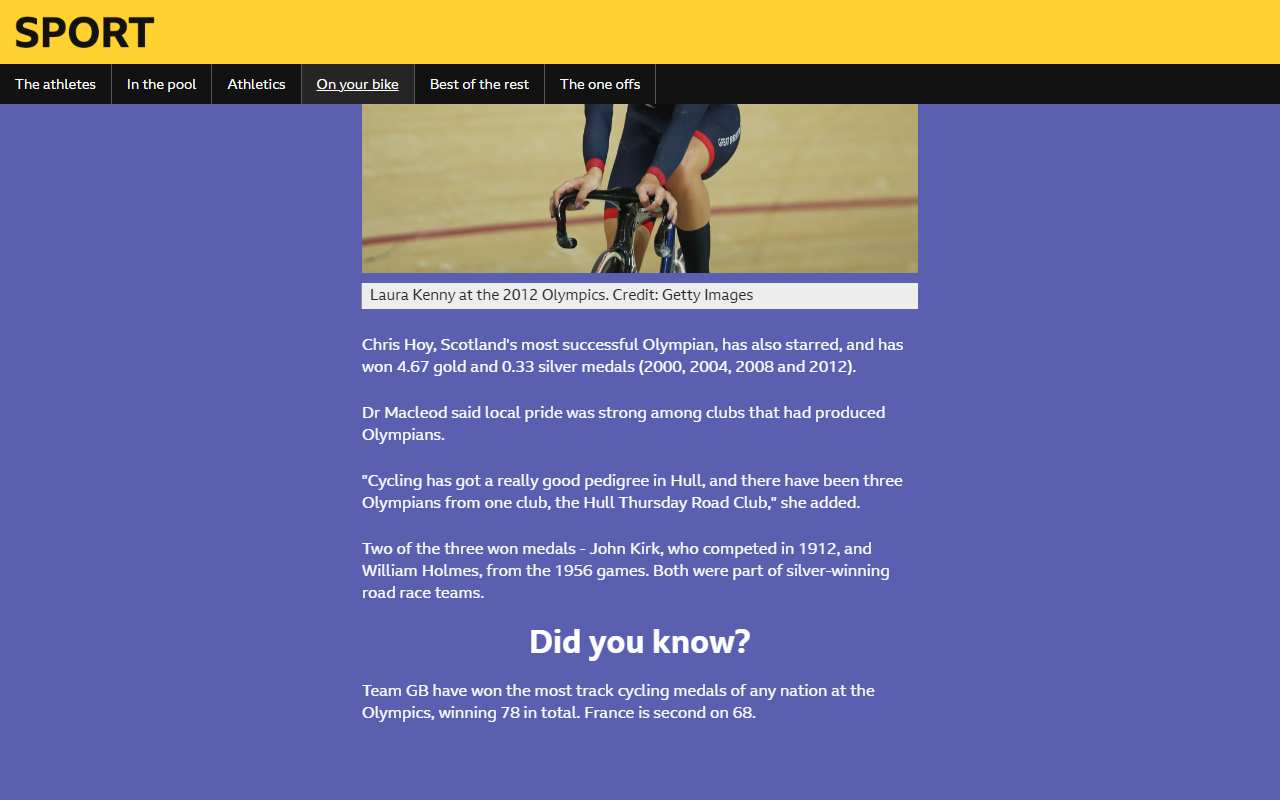 SPORT
The athletes
In the pool
Athletics
On your bike
Best of the rest
The one offs
GREAT BRITAIN
Laura Kenny at the 2012 Olympics. Credit: Getty Images
Chris Hoy, Scotland's most successful Olympian, has also starred, and has
won 4.67 gold and 0.33 silver medals (2000, 2004, 2008 and 2012).
Dr Macleod said local pride was strong among clubs that had produced
Olympians.
"Cycling has got a really good pedigree in Hull, and there have been three
Olympians from one club, the Hull Thursday Road Club," she added.
Two of the three won medals - John Kirk, who competed in 1912, and
William Holmes, from the 1956 games. Both were part of silver-winning
road race teams.
Did you know?
Team GB have won the most track cycling medals of any nation at the
Olympics, winning 78 in total. France is second on 68.